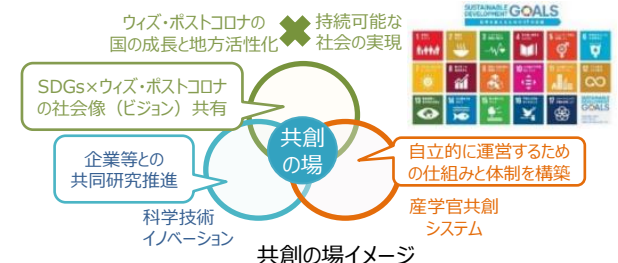 ウィズ・ポストコロナの
国の成長と地方活性化
✖
持続可能な
社会の実現
SUSTAINABLE
DEVELOPMENT
GOALS
SDGs×ウィズ・ポストコロナ
の社会像（ビジョン）共有
企業等との
共同研究推進
共創
の場
自立的に運営するため
の仕組みと体制を構築
科学技術
イノベーション
産学官共創
システム
共創の場イメージ